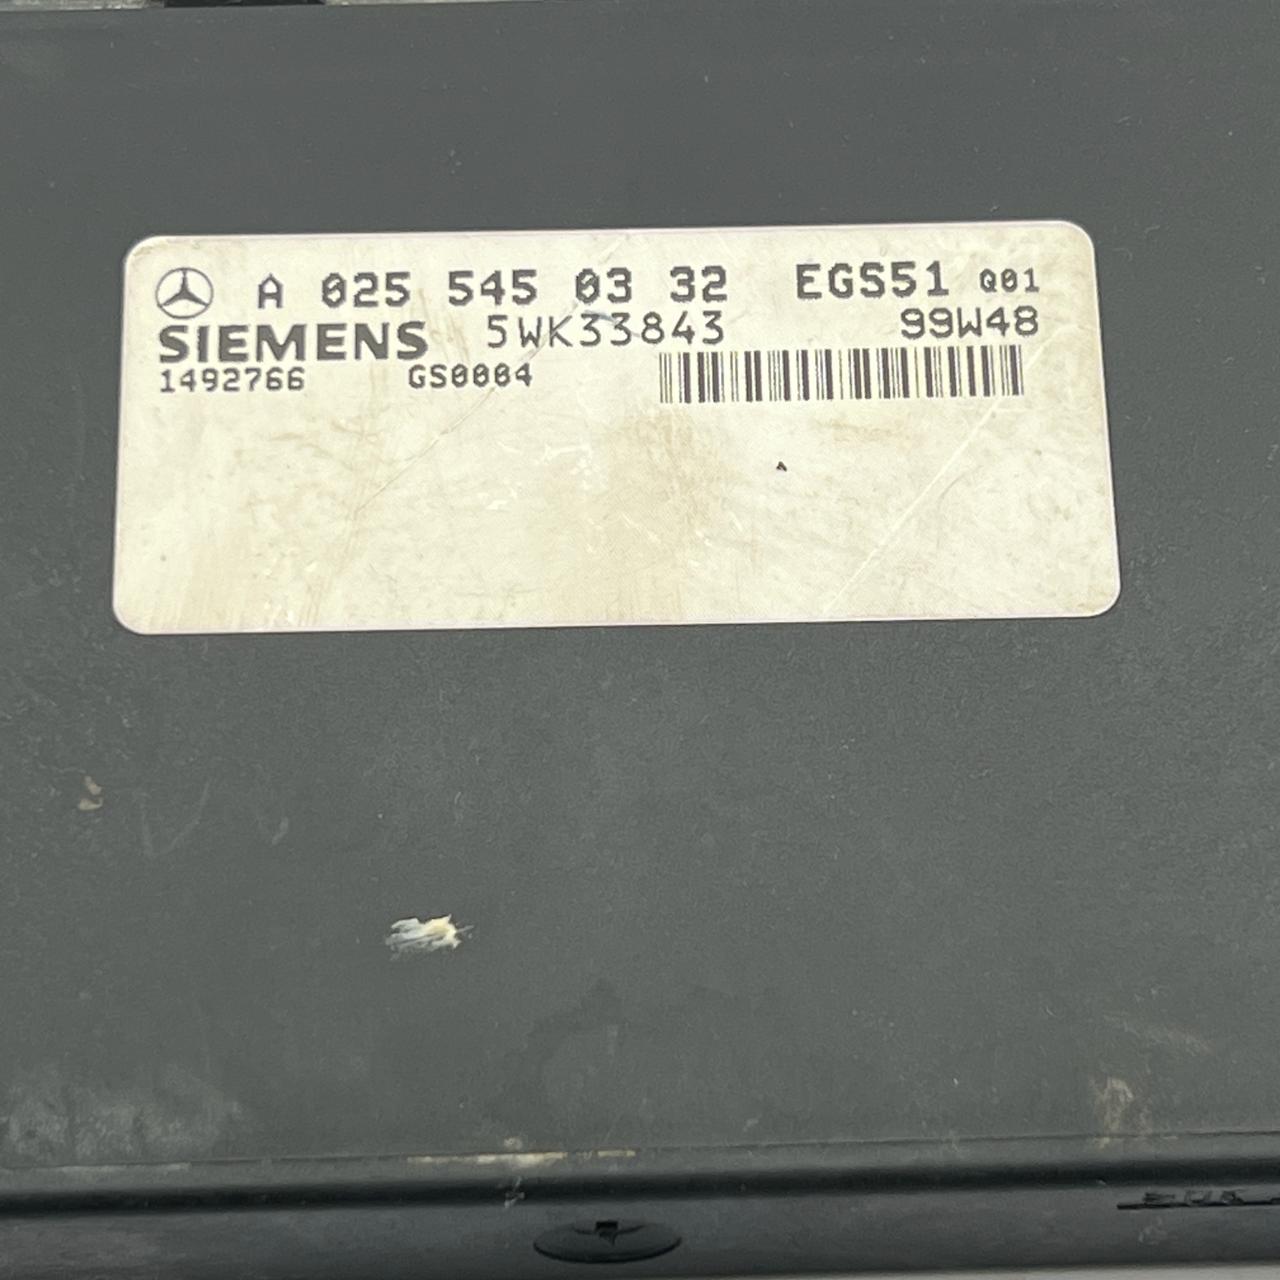 A 025 545 03 32 EGS51 Q01
SIEMENS 5WK33843 99W48
1492766 GS0004